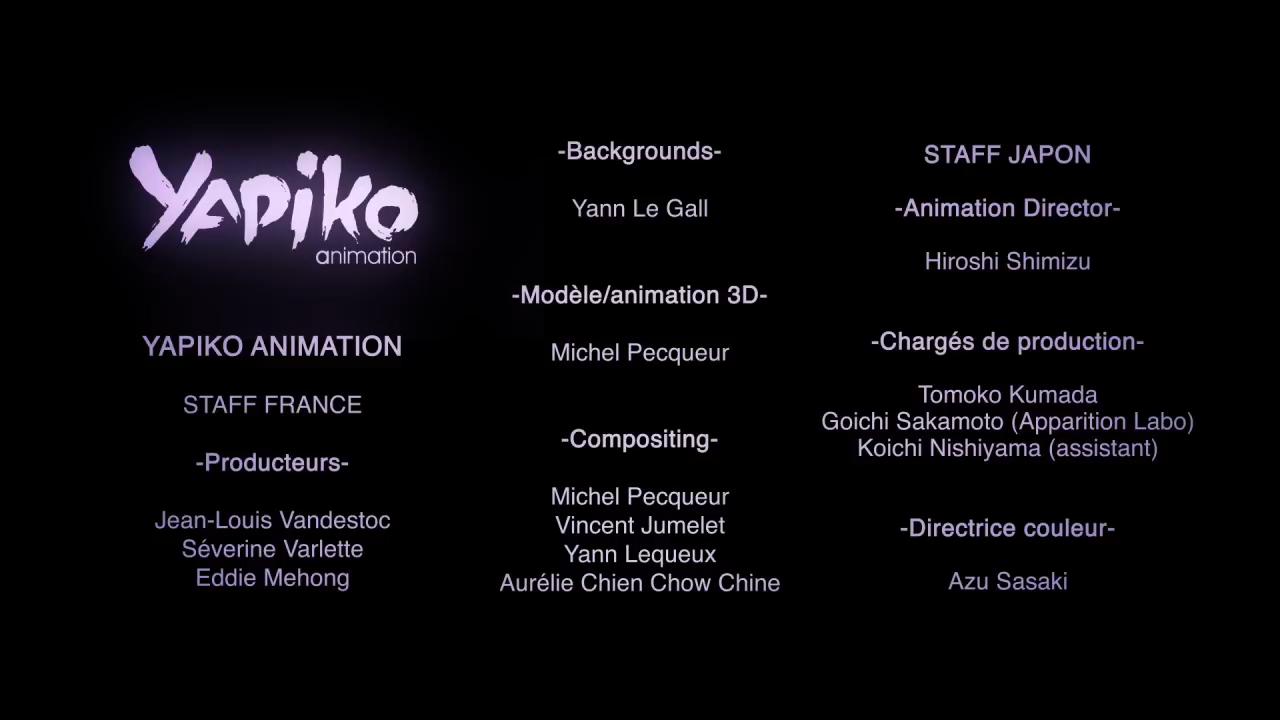 Yapiko
animation
YAPIKO ANIMATION
STAFF FRANCE
-Producteurs-
Jean-Louis Vandestoc
Séverine Varlette
Eddie Mehong
-Backgrounds-
Yann Le Gall
-Modèle/animation 3D-
Michel Pecqueur
-Compositing-
Michel Pecqueur
Vincent Jumelet
Yann Lequeux
Aurélie Chien Chow Chine
STAFF JAPON
-Animation Director-
Hiroshi Shimizu
-Chargés de production-
Tomoko Kumada
Goichi Sakamoto (Apparition Labo)
Koichi Nishiyama (assistant)
-Directrice couleur-
Azu Sasaki